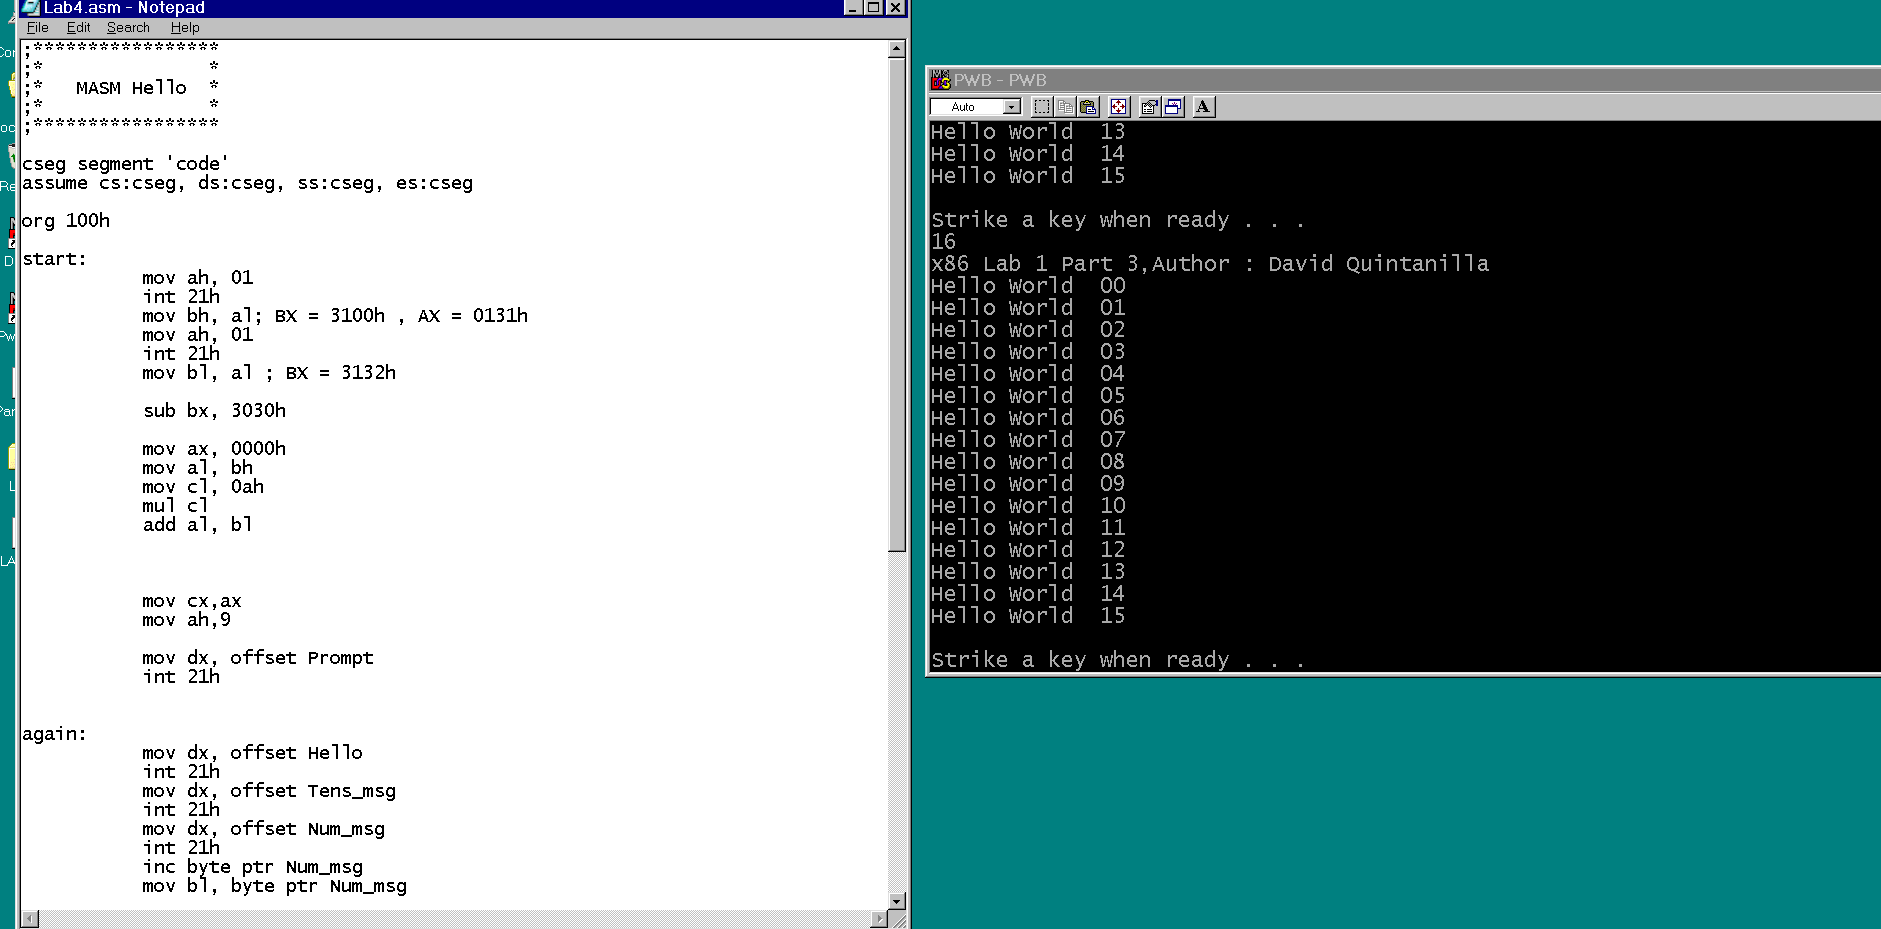 Lab4.asm - Notepad
File Edit Search Help
;*****************
;*               *
;*   MASM Hello  *
;*               *
;*****************
cseg segment 'code'
assume cs:cseg, ds:cseg, ss:cseg, es:cseg
org 100h
start:
mov ah, 01
int 21h
mov bh, al; BX = 3100h , AX = 0131h
mov ah, 01
int 21h
mov bl, al ; BX = 3132h
sub bx, 3030h
mov ax, 0000h
mov al, bh
mov cl, 0ah
mul cl
add al, bl
mov cx,ax
mov ah,9
mov dx, offset Prompt
int 21h
again:
mov dx, offset Hello
int 21h
mov dx, offset Tens_msg
int 21h
mov dx, offset Num_msg
int 21h
inc byte ptr Num_msg
mov bl, byte ptr Num_msg
PWB - PWB
Auto
A
Hello World  13
Hello World  14
Hello World  15
Strike a key when ready . . .
16
x86 Lab 1 Part 3,Author : David Quintanilla
Hello World  00
Hello World  01
Hello World  02
Hello World  03
Hello World  04
Hello World  05
Hello World  06
Hello World  07
Hello World  08
Hello World  09
Hello World  10
Hello World  11
Hello World  12
Hello World  13
Hello World  14
Hello World  15
Strike a key when ready . . .